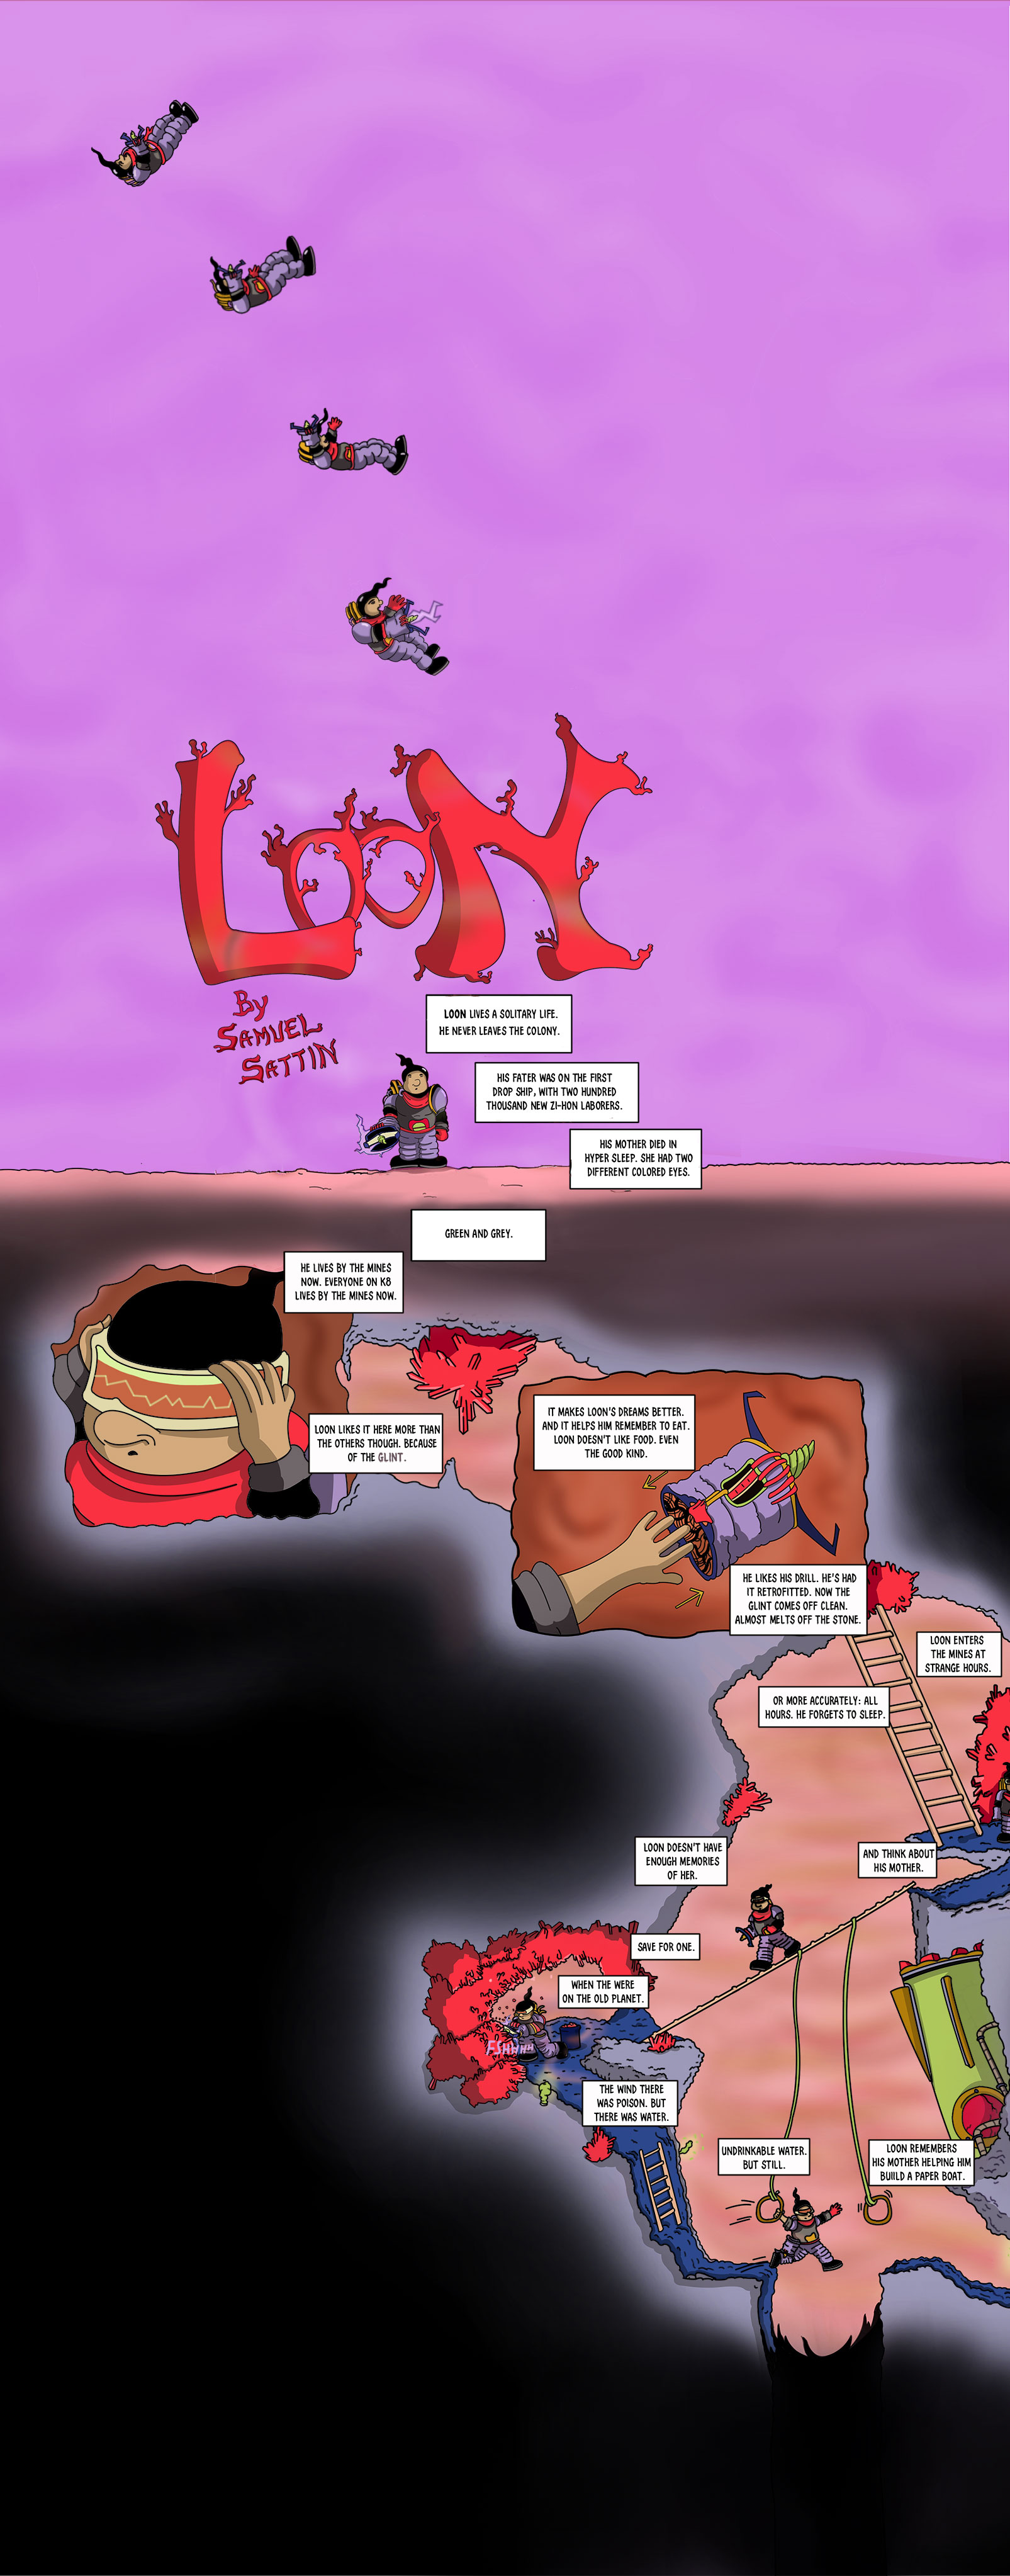 LOON
By
SAMUEL
SATTIN
LOON LIVES A SOLITARY LIFE.
HE NEVER LEAVES THE COLONY.
HIS FATER WAS ON THE FIRST
DROP SHIP, WITH TWO HUNDRED
THOUSAND NEW ZI-HON LABORERS.
HIS MOTHER DIED IN
HYPER SLEEP. SHE HAD TWO
DIFFERENT COLORED EYES.
GREEN AND GREY.
HE LIVES BY THE MINES
NOW. EVERYONE ON K8
LIVES BY THE MINES NOW.
LOON LIKES IT HERE MORE THAN
THE OTHERS THOUGH. BECAUSE
OF THE GLINT.
IT MAKES LOON'S DREAMS BETTER.
AND IT HELPS HIM REMEMBER TO EAT.
LOON DOESN'T LIKE FOOD. EVEN
THE GOOD KIND.
HE LIKES HIS DRILL. HE'S HAD
IT RETROFITTED. NOW THE
GLINT COMES OFF CLEAN.
ALMOST MELTS OFF THE STONE.
LOON ENTERS
THE MINES AT
STRANGE HOURS.
OR MORE ACCURATELY: ALL
HOURS. HE FORGETS TO SLEEP.
AND THINK ABOUT
HIS MOTHER.
LOON DOESN'T HAVE
ENOUGH MEMORIES
OF HER.
SAVE FOR ONE.
WHEN THE WERE
ON THE OLD PLANET.
FSHHHH
THE WIND THERE
WAS POISON. BUT
THERE WAS WATER.
UNDRINKABLE WATER.
BUT STILL.
LOON REMEMBERS
HIS MOTHER HELPING HIM
BUILD A PAPER BOAT.